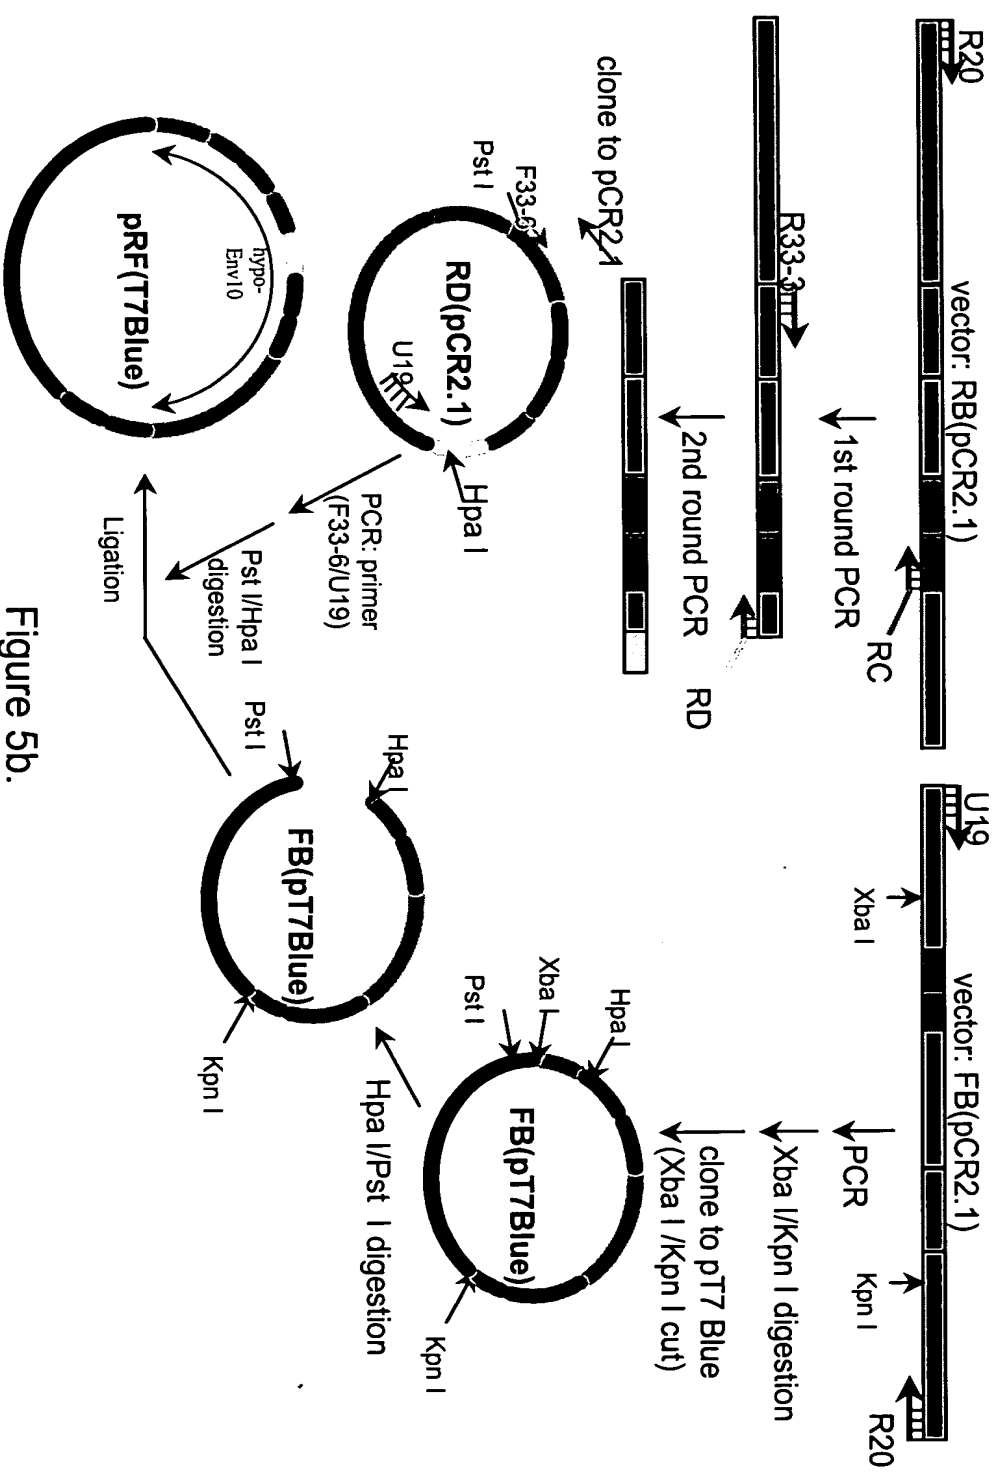 vector: RB(pCR2.1)
R20
RC
1st round PCR
R33-3
2nd round PCR
RD
clone to pCR2.1
F33-6
Pst I
RD(pCR2.1)
U19
Hpa I
PCR: primer
(F33-6/U19)
Pst I/Hpa I
digestion
Ligation
hypo-
Env10
pRF(T7Blue)
vector: FB(pCR2.1)
U19
Xba I
Kpn I
R20
PCR
Xba I/Kpn I digestion
clone to pT7 Blue
(Xba I /Kpn I cut)
Hpa I
Xba I
Pst I
FB(pT7Blue)
Kpn I
Hpa I/Pst I digestion
Hpa I
Pst I
FB(pT7Blue)
Kpn I
Figure 5b.